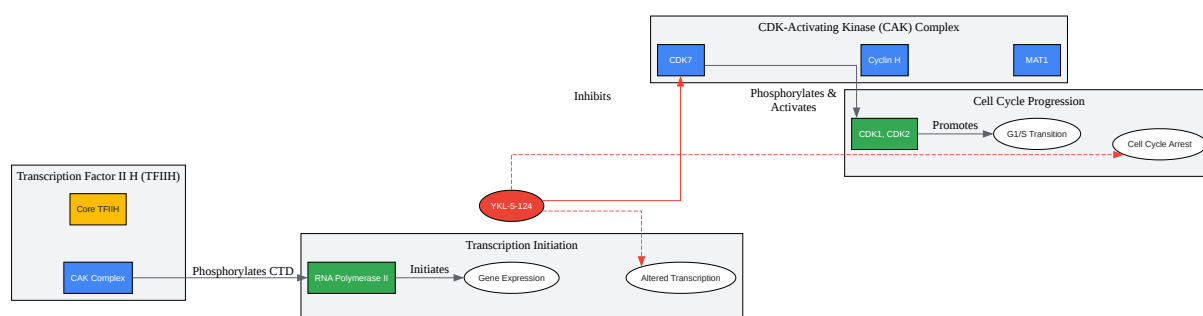 CDK-Activating Kinase (CAK) Complex
CDK7
Cyclin H
MAT1
Inhibits
Phosphorylates &
Activates
Cell Cycle Progression
CDK1, CDK2
Promotes
G1/S Transition
Cell Cycle Arrest
Transcription Factor II H (TFIIH)
Core TFIIH
CAK Complex
Phosphorylates CTD
YKL-5-124
Transcription Initiation
RNA Polymerase II
Initiates
Gene Expression
Altered Transcription